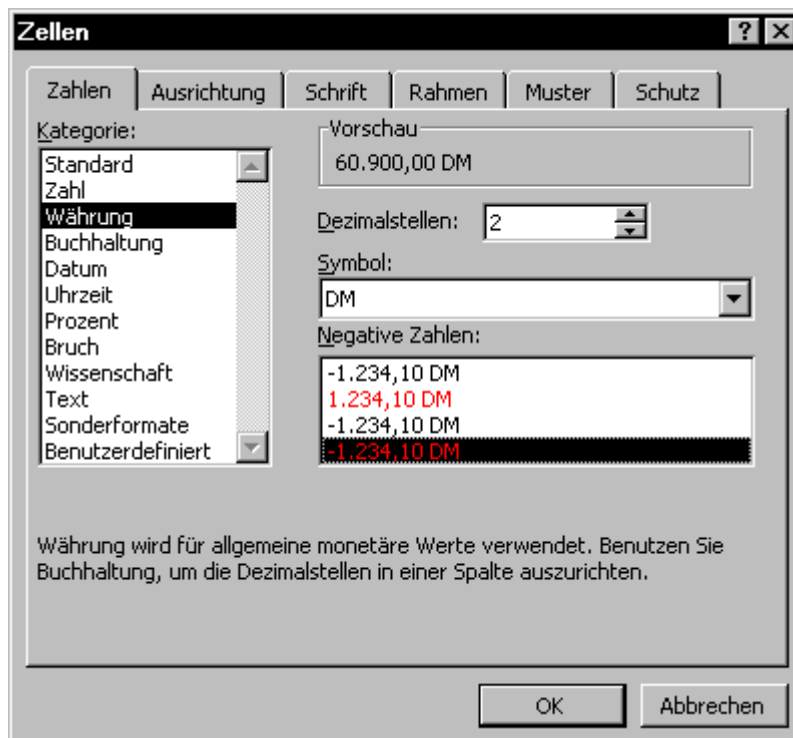 Zellen
Zahlen Ausrichtung Schrift Rahmen Muster Schutz
Kategorie:
Standard
Zahl
Währung
Buchhaltung
Datum
Uhrzeit
Prozent
Bruch
Wissenschaft
Text
Sonderformate
Benutzerdefiniert
Vorschau
60.900,00 DM
Dezimalstellen: 2
Symbol:
DM
Negative Zahlen:
-1.234,10 DM
1.234,10 DM
-1.234,10 DM
-1.234,10 DM
Währung wird für allgemeine monetäre Werte verwendet. Benutzen Sie
Buchhaltung, um die Dezimalstellen in einer Spalte auszurichten.
OK Abbrechen